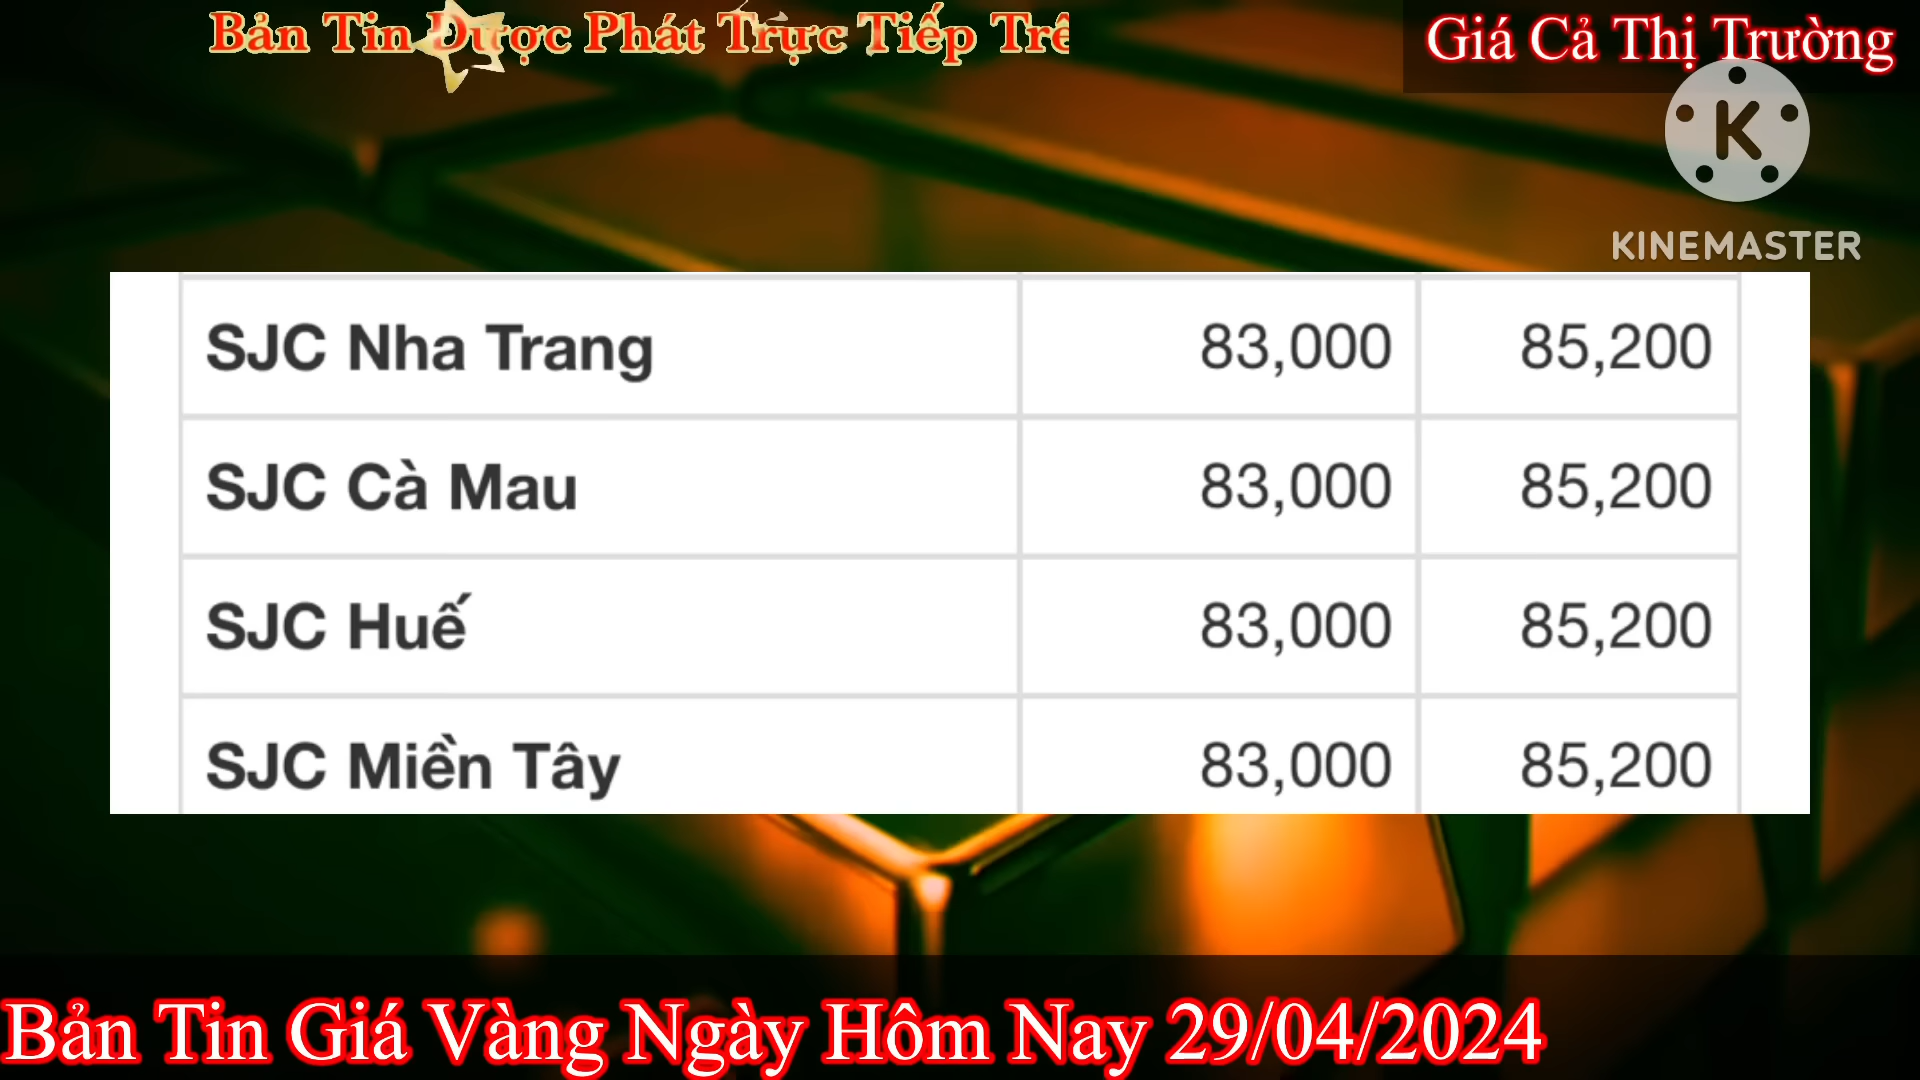 Bản Tin Được Phát Trực Tiếp Trê
Giá Cả Thị Trường
K
KINEMASTER
SJC Nha Trang 83,000 85,200
SJC Cà Mau 83,000 85,200
SJC Huế 83,000 85,200
SJC Miền Tây 83,000 85,200
Bản Tin Giá Vàng Ngày Hôm Nay 29/04/2024